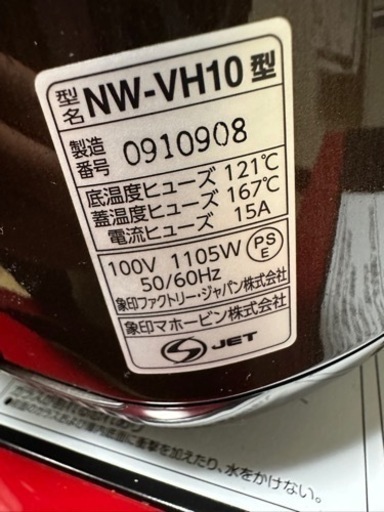 型名 NW-VH10型
製造番号 0910908
底温度ヒューズ 121℃
蓋温度ヒューズ 167℃
電流ヒューズ 15A
100V 1105W PSE
50/60Hz
象印ファクトリー・ジャパン株式会社
象印マホービン株式会社
S JET
衝撃を加えたり、水をかけない。